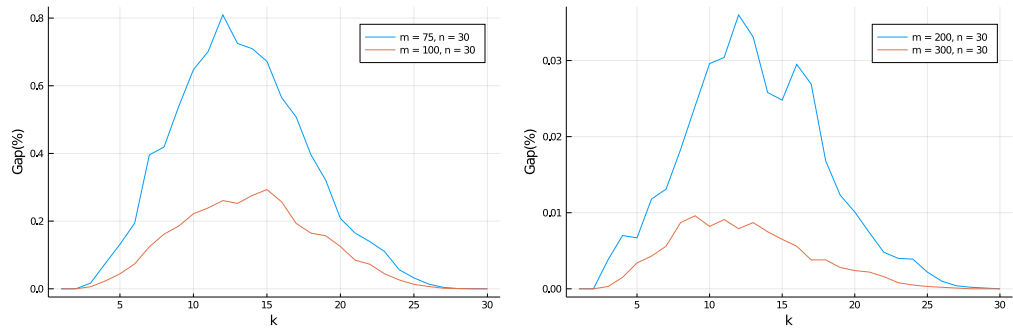 0.8
0.6
0.4
0.2
0.0
Gap(%)
5 10 15 20 25 30
k
m = 75, n = 30
m = 100, n = 30
0.03
0.02
0.01
0.00
Gap(%)
5 10 15 20 25 30
k
m = 200, n = 30
m = 300, n = 30